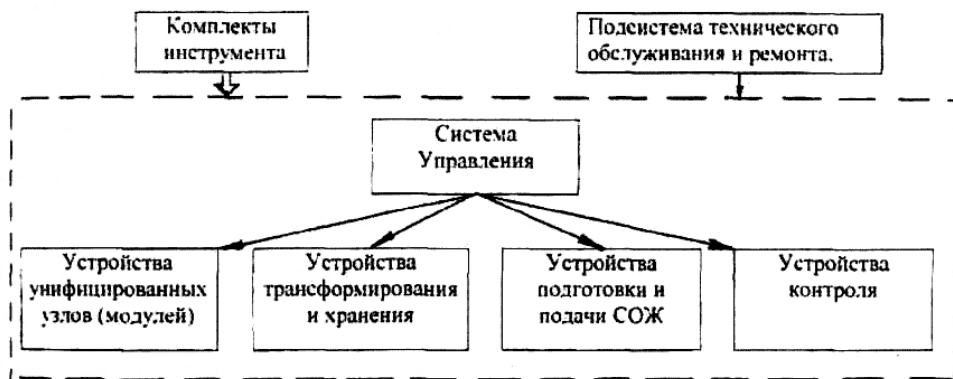 Комплекты
инструмента
Подсистема технического
обслуживания и ремонта.
Система
Управления
Устройства
унифицированных
узлов (модулей)
Устройства
трансформирования
и хранения
Устройства
подготовки и
подачи СОЖ
Устройства
контроля